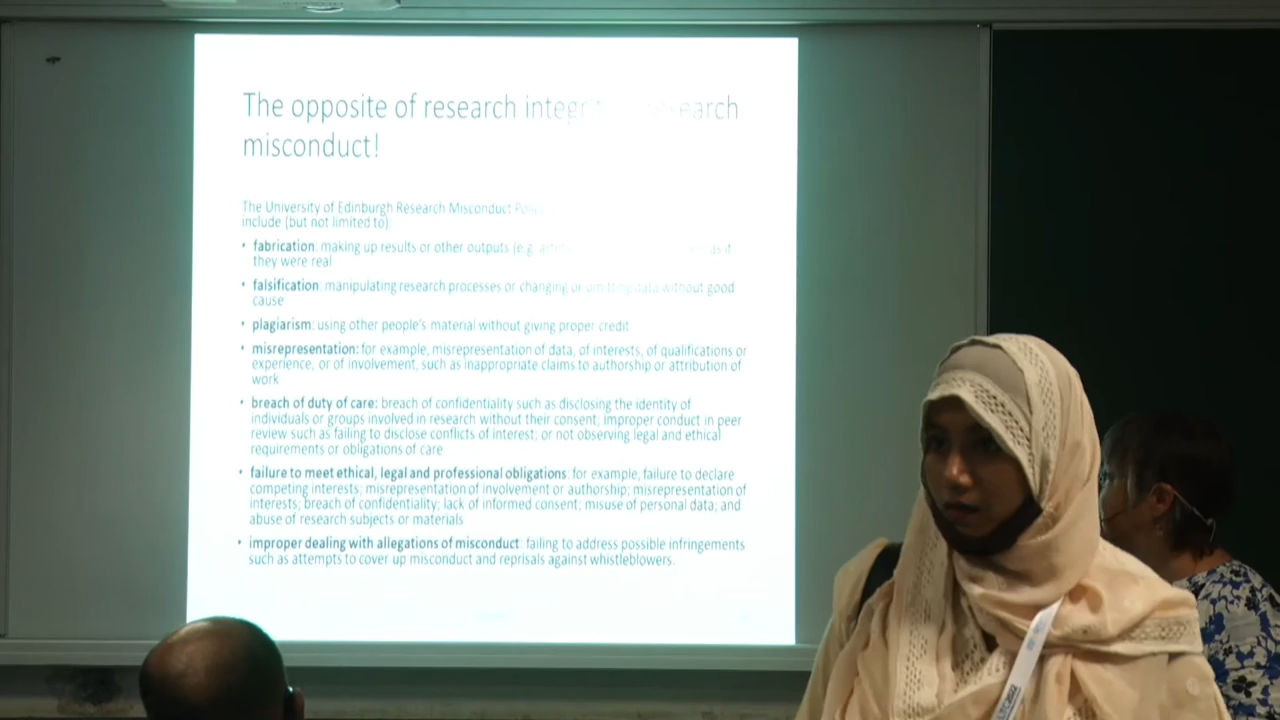 The opposite of research integr search
misconduct!
The University of Edinburgh Research Misconduct Policy
include (but not limited to):
• fabrication: making up results or other outputs (e.g. as if
they were real
• falsification: manipulating research processes or changing or omitting data without good
cause
• plagiarism: using other people's material without giving proper credit
• misrepresentation: for example, misrepresentation of data, of interests, of qualifications or
experience, or of involvement, such as inappropriate claims to authorship or attribution of
work
• breach of duty of care: breach of confidentiality such as disclosing the identity of
individuals or groups involved in research without their consent; improper conduct in peer
review such as failing to disclose conflicts of interest; or not observing legal and ethical
requirements or obligations of care
• failure to meet ethical, legal and professional obligations: for example, failure to declare
competing interests; misrepresentation of involvement or authorship; misrepresentation of
interests; breach of confidentiality; lack of informed consent; misuse of personal data; and
abuse of research subjects or materials
• improper dealing with allegations of misconduct: failing to address possible infringements
such as attempts to cover up misconduct and reprisals against whistleblowers.